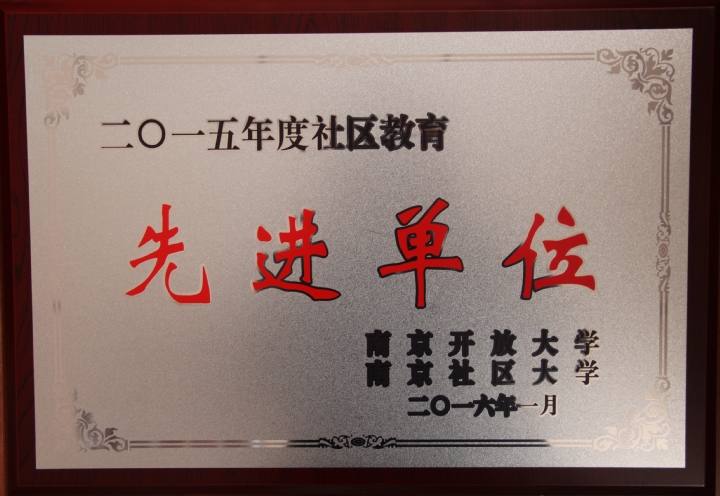 二〇一五年度社区教育
先进单位
南京开放大学
南京社区大学
二〇一六年一月